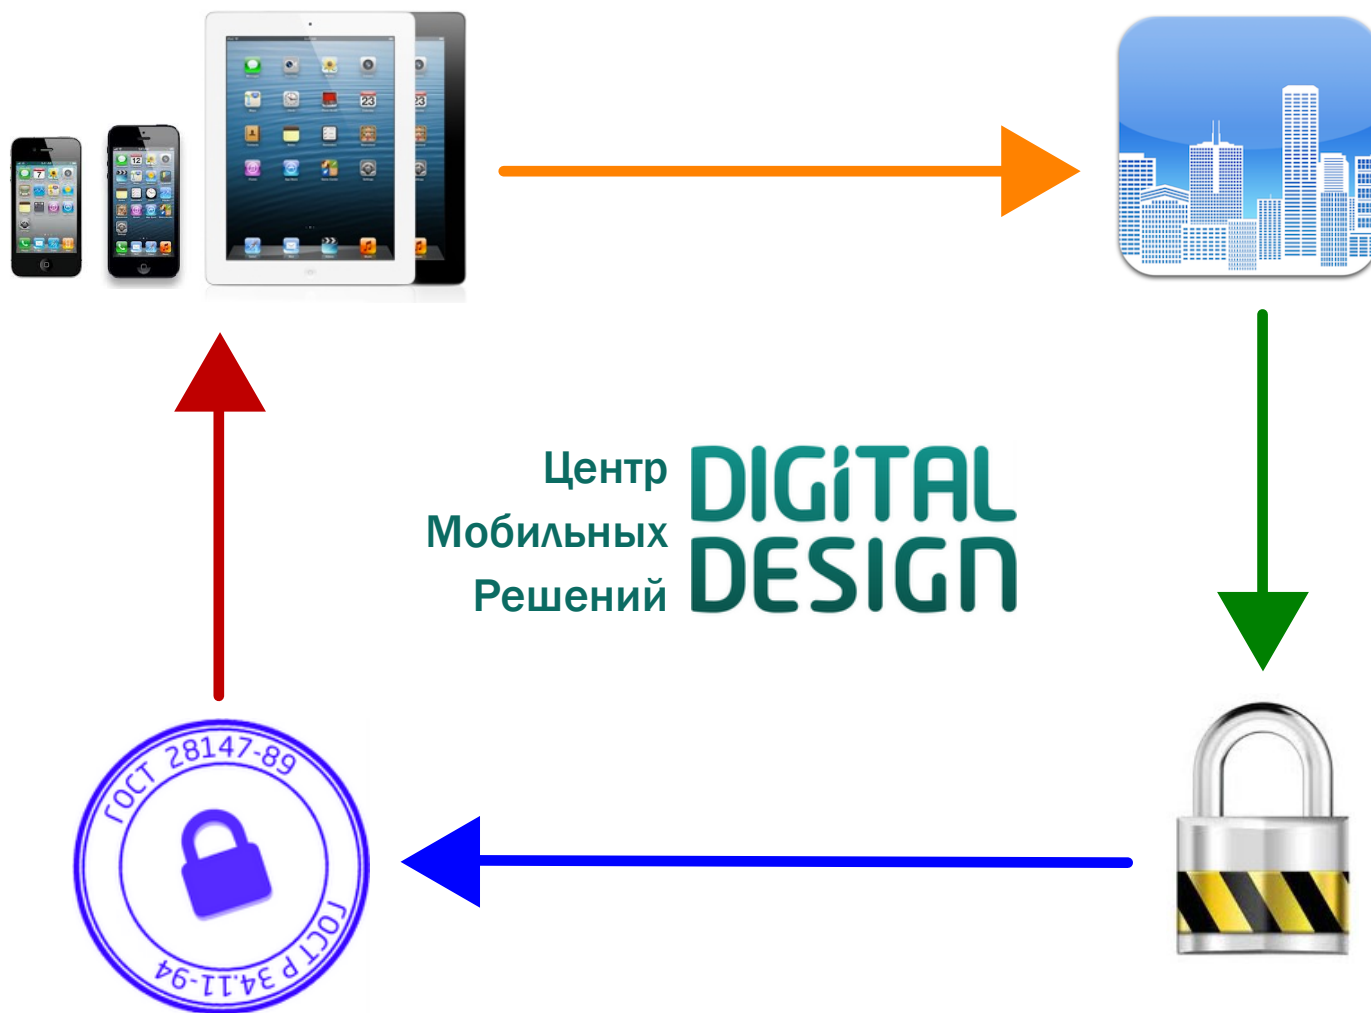 Центр
Мобильных
Решений
DIGITAL
DESIGN
ГОСТ 28147-89
ГОСТ Р 34.11-94